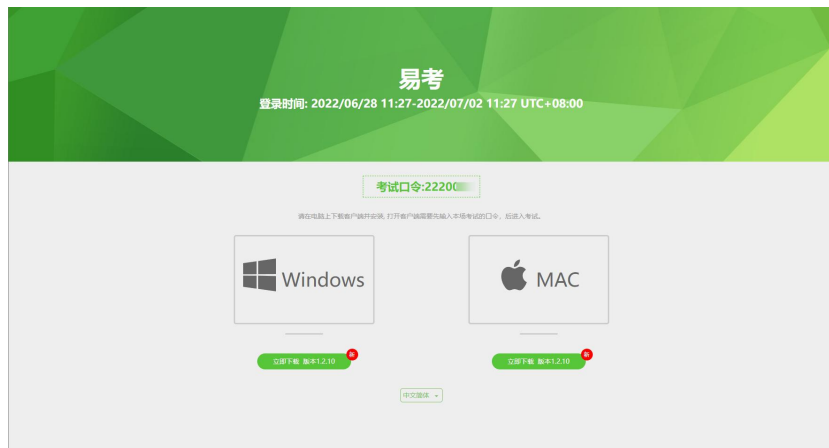 易考
登录时间: 2022/06/28 11:27-2022/07/02 11:27 UTC+08:00
考试口令:22200
请在电脑上下载客户端并安装, 打开客户端需要先输入本场考试的口令，后进入考试。
Windows
MAC
立即下载 版本1.2.10
新
立即下载 版本1.2.10
新
中文简体